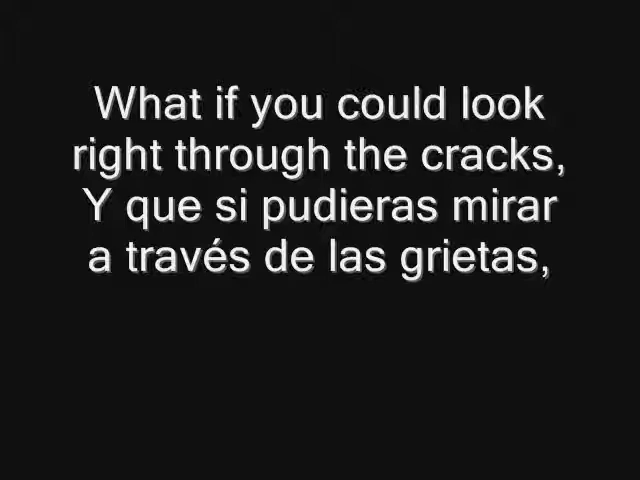 What if you could look
right through the cracks,
Y que si pudieras mirar
a través de las grietas,